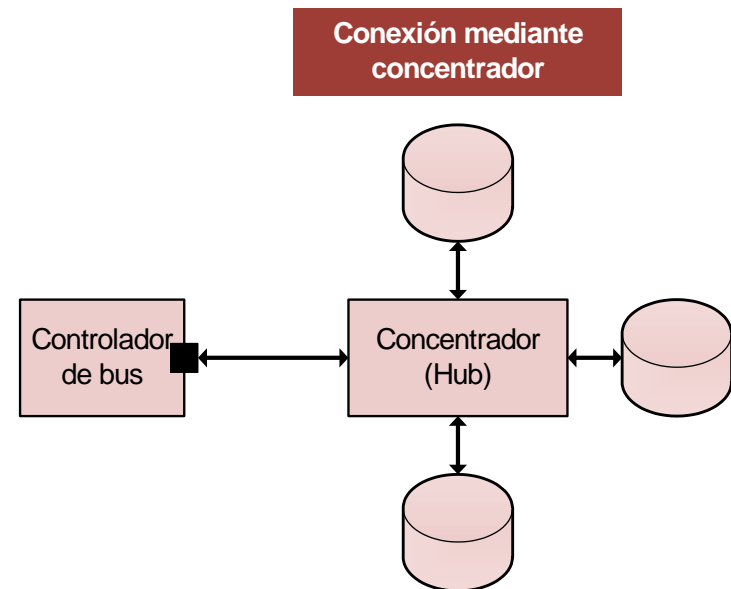 Conexión mediante
concentrador
Controlador
de bus
Concentrador
(Hub)